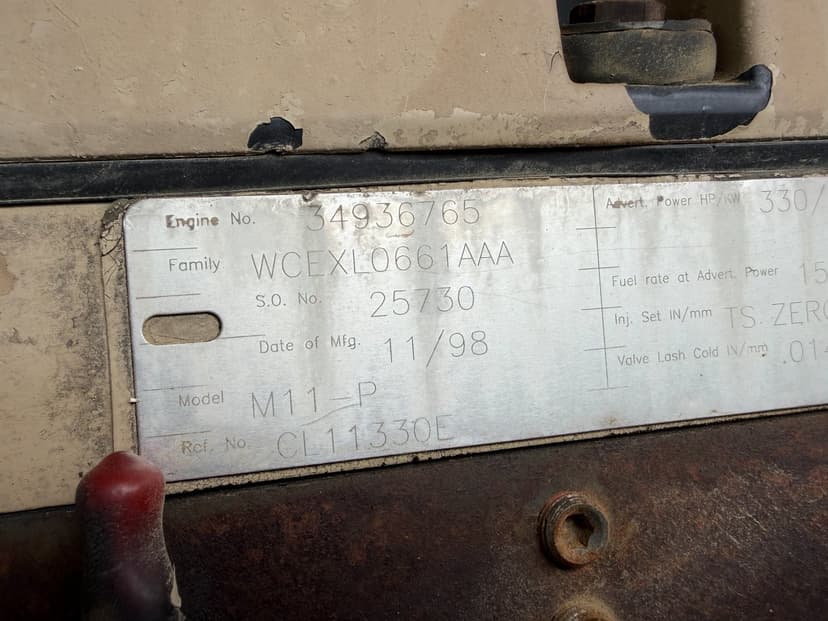 Engine No. 34936765
Family WCEXL0661AAA
S.O. No. 25730
Date of Mfg. 11/98
Model M11-P
Ref. No. CL11330E
Advert. Power HP/KW 330/
Fuel rate at Advert. Power 15
Inj. Set IN/mm TS. ZERO
Valve Lash Cold IN/mm .014